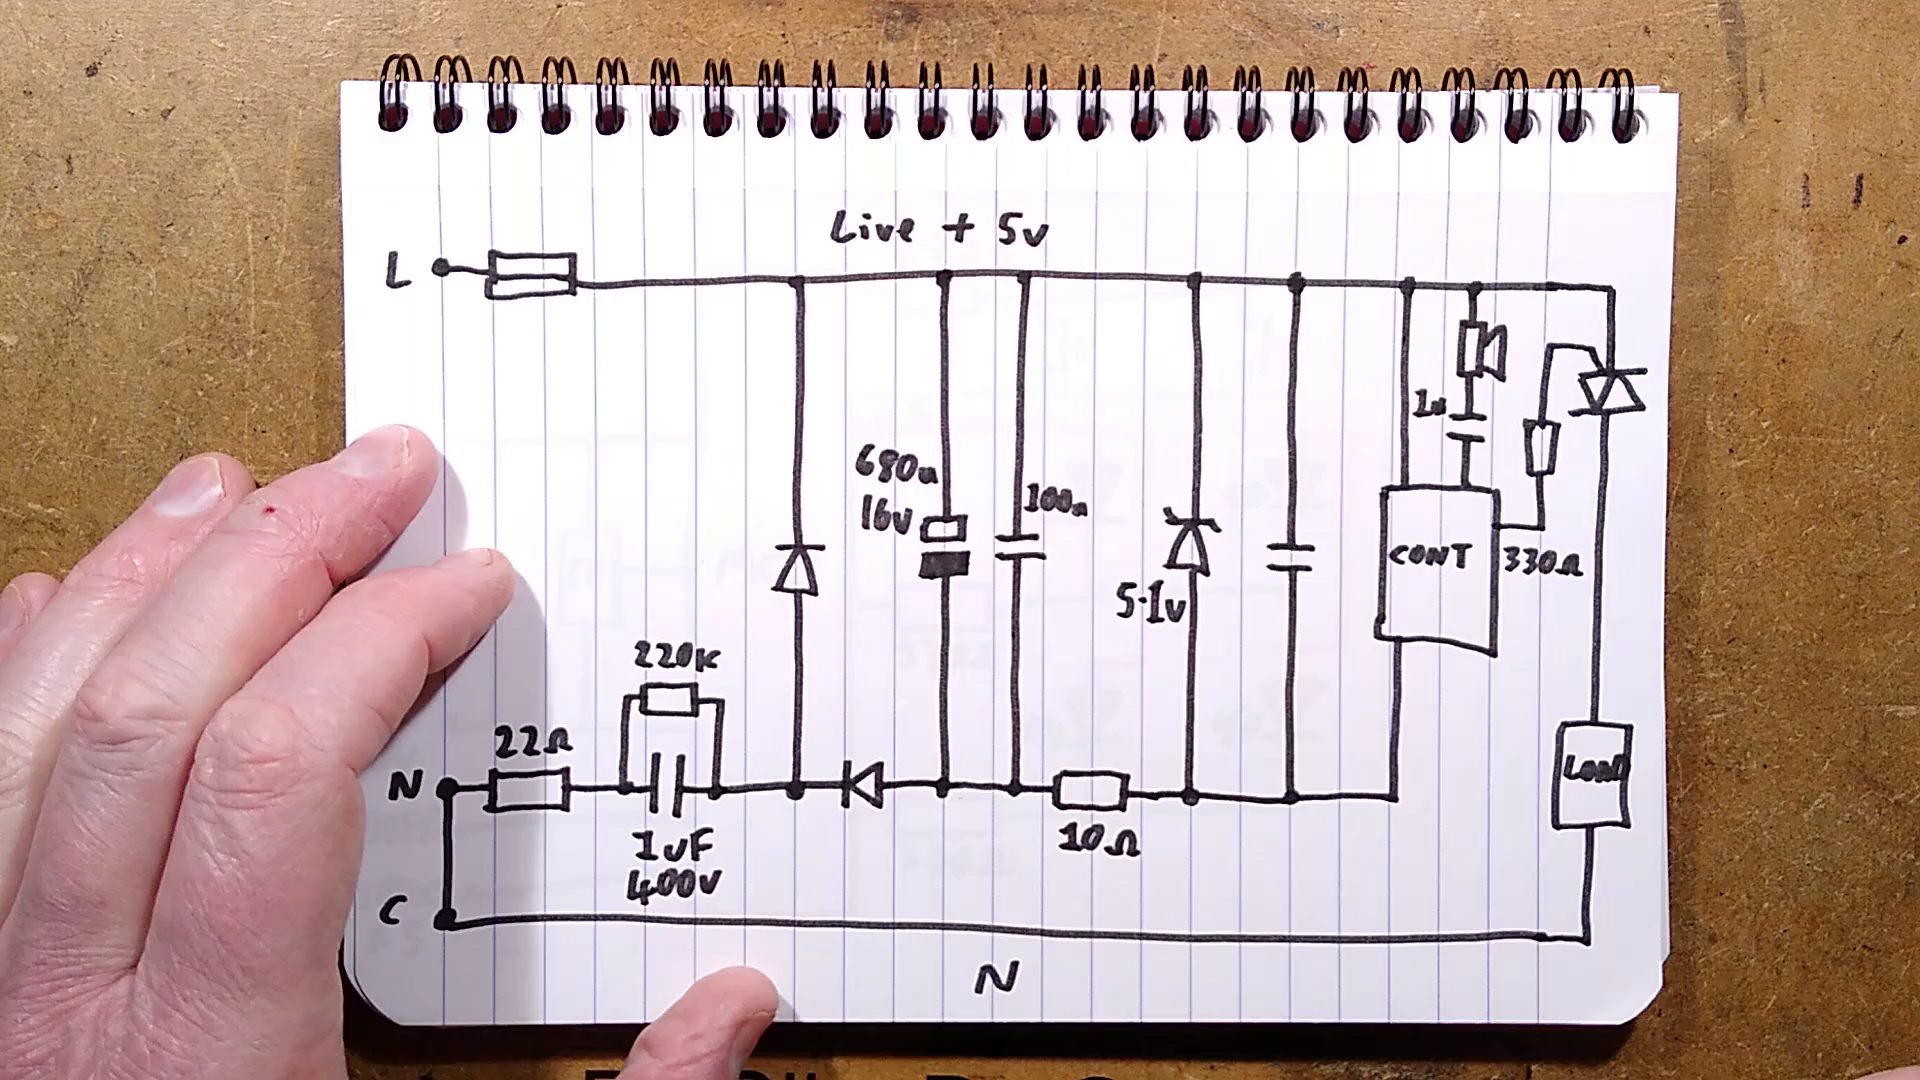 Live + 5v
L
680u
16v
100n
1u
CONT
330Ω
5.1v
220K
22Ω
N
1uF
400V
10Ω
LOAD
C
N